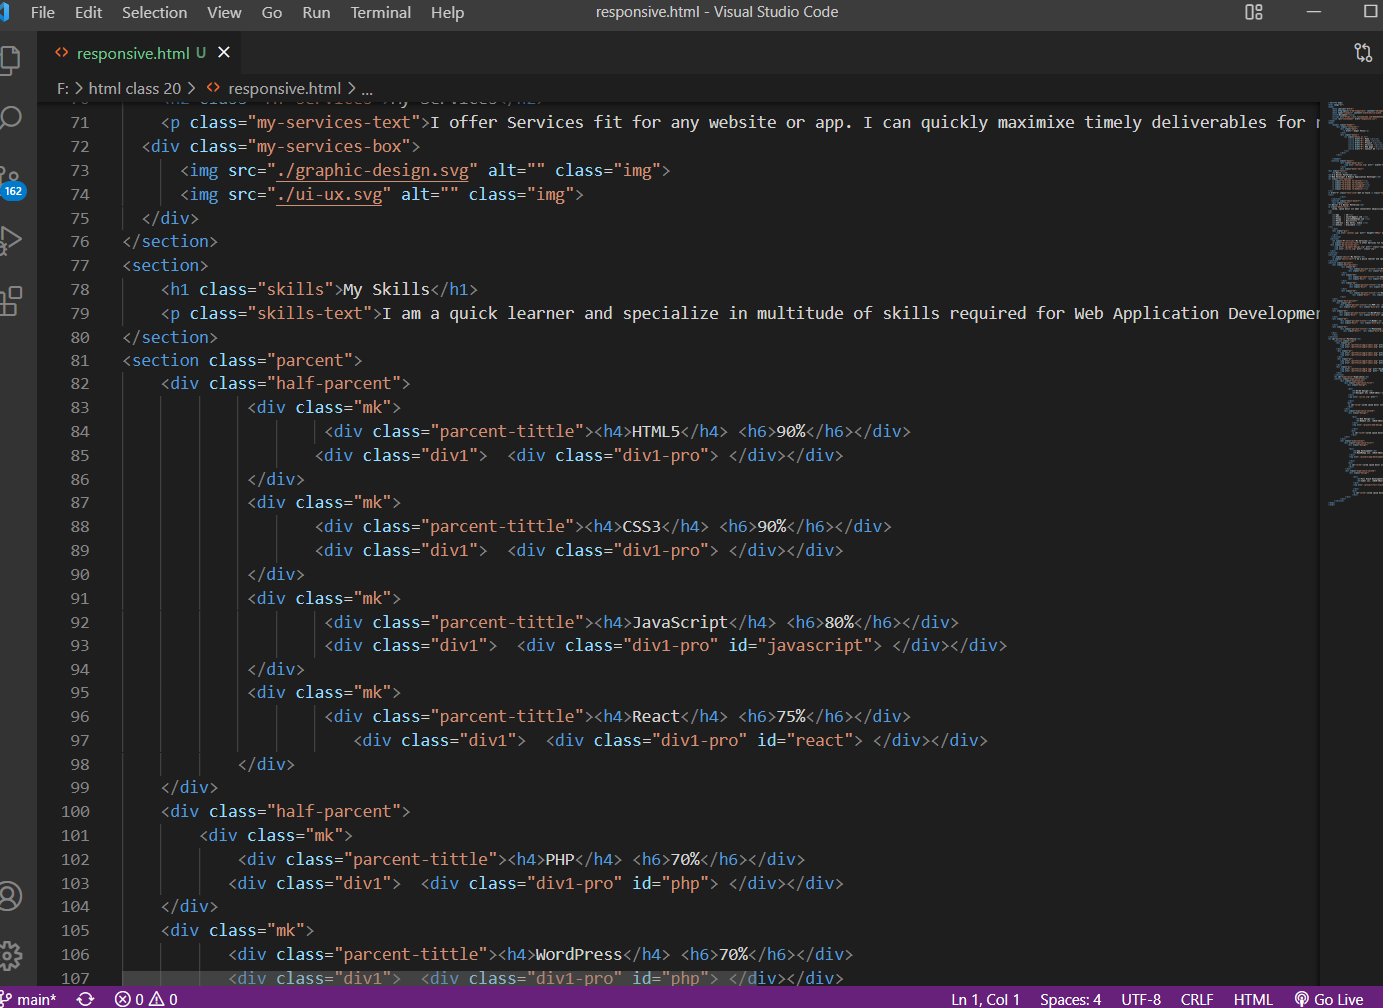 File Edit Selection View Go Run Terminal Help responsive.html - Visual Studio Code
responsive.html U
F: > html class 20 > responsive.html > ...
71 <p class="my-services-text">I offer Services fit for any website or app. I can quickly maximixe timely deliverables for
72 <div class="my-services-box">
73 <img src="./graphic-design.svg" alt="" class="img">
74 <img src="./ui-ux.svg" alt="" class="img">
75 </div>
76 </section>
77 <section>
78 <h1 class="skills">My Skills</h1>
79 <p class="skills-text">I am a quick learner and specialize in multitude of skills required for Web Application Developme
80 </section>
81 <section class="parcent">
82 <div class="half-parcent">
83 <div class="mk">
84 <div class="parcent-tittle"><h4>HTML5</h4> <h6>90%</h6></div>
85 <div class="div1"> <div class="div1-pro"> </div></div>
86 </div>
87 <div class="mk">
88 <div class="parcent-tittle"><h4>CSS3</h4> <h6>90%</h6></div>
89 <div class="div1"> <div class="div1-pro"> </div></div>
90 </div>
91 <div class="mk">
92 <div class="parcent-tittle"><h4>JavaScript</h4> <h6>80%</h6></div>
93 <div class="div1"> <div class="div1-pro" id="javascript"> </div></div>
94 </div>
95 <div class="mk">
96 <div class="parcent-tittle"><h4>React</h4> <h6>75%</h6></div>
97 <div class="div1"> <div class="div1-pro" id="react"> </div></div>
98 </div>
99 </div>
100 <div class="half-parcent">
101 <div class="mk">
102 <div class="parcent-tittle"><h4>PHP</h4> <h6>70%</h6></div>
103 <div class="div1"> <div class="div1-pro" id="php"> </div></div>
104 </div>
105 <div class="mk">
106 <div class="parcent-tittle"><h4>WordPress</h4> <h6>70%</h6></div>
107 <div class="div1"> <div class="div1-pro" id="php"> </div></div>
162
main* 0 0 Ln 1, Col 1 Spaces: 4 UTF-8 CRLF HTML Go Live